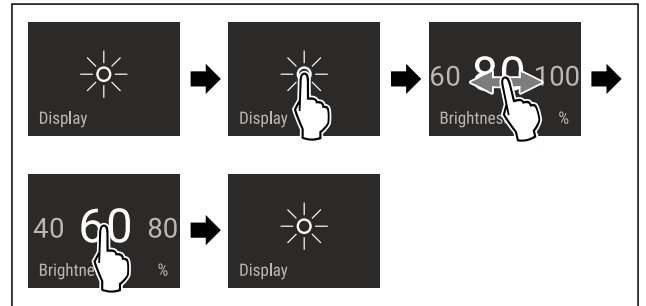 Display
Display
60 80 100
Brightnes %
40 60 80
Brightne %
Display